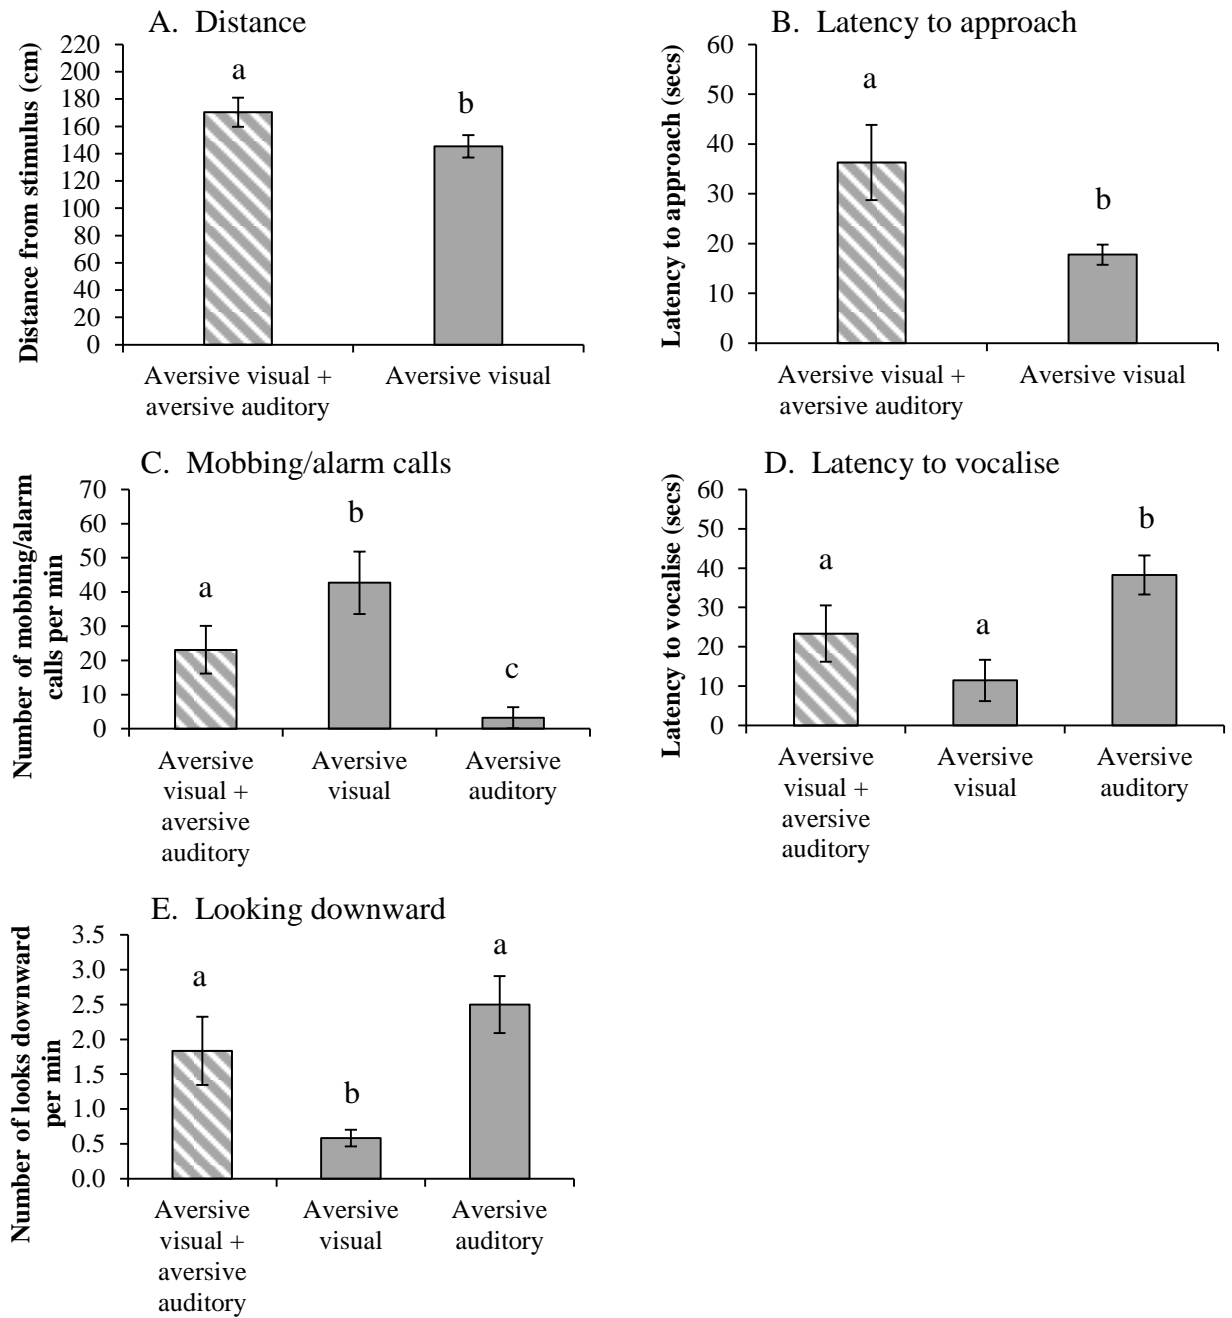 A. Distance
Distance from stimulus (cm)
220
200
180
160
140
120
100
80
60
40
20
0
a
b
Aversive visual +
aversive auditory
Aversive visual
B. Latency to approach
Latency to approach (secs)
60
50
40
30
20
10
0
a
b
Aversive visual +
aversive auditory
Aversive visual
C. Mobbing/alarm calls
Number of mobbing/alarm
calls per min
70
60
50
40
30
20
10
0
a
b
c
Aversive
visual +
aversive
auditory
Aversive
visual
Aversive
auditory
D. Latency to vocalise
Latency to vocalise (secs)
60
50
40
30
20
10
0
a
a
b
Aversive
visual +
aversive
auditory
Aversive
visual
Aversive
auditory
E. Looking downward
Number of looks downward
per min
3.5
3.0
2.5
2.0
1.5
1.0
0.5
0.0
a
b
a
Aversive
visual +
aversive
auditory
Aversive
visual
Aversive
auditory